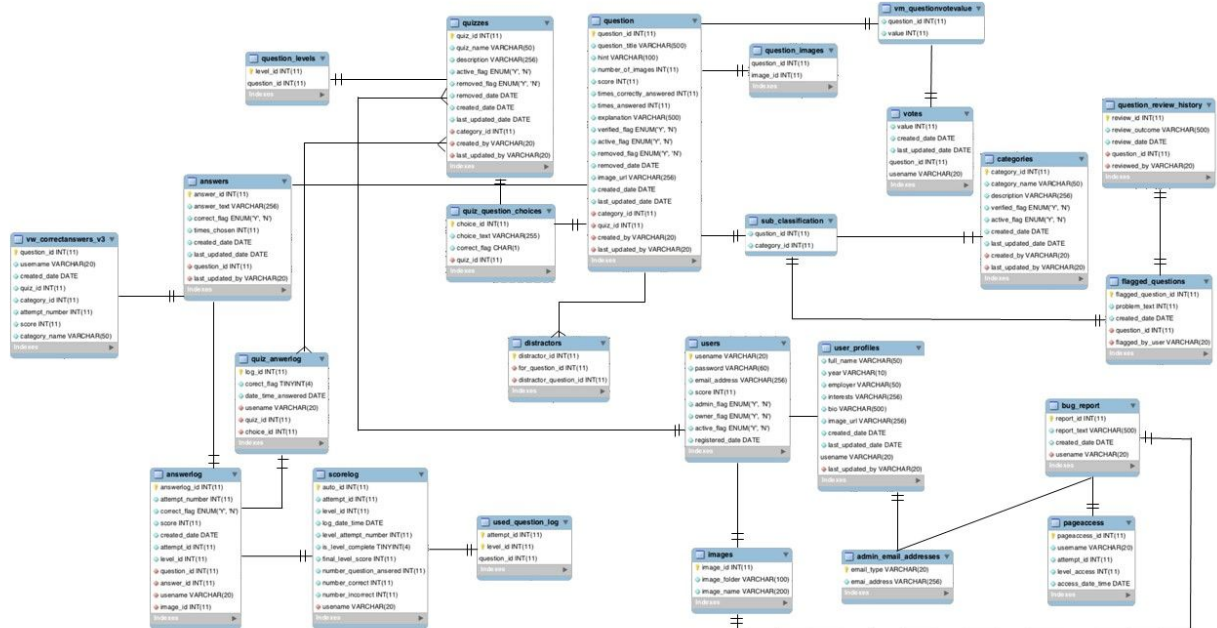 quizzes
quiz_id INT(11)
quiz_name VARCHAR(50)
description VARCHAR(256)
active_flag ENUM('Y', 'N')
removed_flag ENUM('Y', 'N')
removed_date DATE
created_date DATE
last_updated_date DATE
category_id INT(11)
created_by VARCHAR(20)
last_updated_by VARCHAR(20)
Indexes
question
question_id INT(11)
question_title VARCHAR(500)
hint VARCHAR(100)
number_of_images INT(11)
score INT(11)
times_correctly_answered INT(11)
times_answered INT(11)
explanation VARCHAR(500)
verified_flag ENUM('Y', 'N')
active_flag ENUM('Y', 'N')
removed_flag ENUM('Y', 'N')
removed_date DATE
image_url VARCHAR(256)
created_date DATE
last_updated_date DATE
category_id INT(11)
quiz_id INT(11)
created_by VARCHAR(20)
last_updated_by VARCHAR(20)
Indexes
vm_questionvotevalue
question_id INT(11)
value INT(11)
question_levels
level_id INT(11)
question_id INT(11)
Indexes
question_images
question_id INT(11)
image_id INT(11)
Indexes
votes
value INT(11)
created_date DATE
last_updated_date DATE
question_id INT(11)
username VARCHAR(20)
Indexes
question_review_history
review_id INT(11)
review_outcome VARCHAR(500)
review_date DATE
question_id INT(11)
reviewed_by VARCHAR(20)
Indexes
categories
category_id INT(11)
category_name VARCHAR(50)
description VARCHAR(256)
verified_flag ENUM('Y', 'N')
active_flag ENUM('Y', 'N')
created_date DATE
last_updated_date DATE
created_by VARCHAR(20)
last_updated_by VARCHAR(20)
Indexes
answers
answer_id INT(11)
answer_text VARCHAR(256)
correct_flag ENUM('Y', 'N')
times_chosen INT(11)
created_date DATE
last_updated_date DATE
question_id INT(11)
last_updated_by VARCHAR(20)
Indexes
quiz_question_choices
choice_id INT(11)
choice_text VARCHAR(255)
correct_flag CHAR(1)
quiz_id INT(11)
Indexes
sub_classification
qustion_id INT(11)
category_id INT(11)
Indexes
vw_correctanswers_v3
question_id INT(11)
username VARCHAR(20)
created_date DATE
quiz_id INT(11)
category_id INT(11)
attempt_number INT(11)
score INT(11)
category_name VARCHAR(50)
Indexes
flagged_questions
flagged_question_id INT(11)
problem_text INT(11)
created_date DATE
question_id INT(11)
flagged_by_user VARCHAR(20)
Indexes
distractors
distractor_id INT(11)
for_question_id INT(11)
distractor_question_id INT(11)
Indexes
users
usename VARCHAR(20)
password VARCHAR(60)
email_address VARCHAR(256)
score INT(11)
admin_flag ENUM('Y', 'N')
owner_flag ENUM('Y', 'N')
active_flag ENUM('Y', 'N')
registered_date DATE
Indexes
user_profiles
full_name VARCHAR(50)
year VARCHAR(10)
employer VARCHAR(50)
interests VARCHAR(256)
bio VARCHAR(500)
image_url VARCHAR(256)
created_date DATE
last_updated_date DATE
username VARCHAR(20)
last_updated_by VARCHAR(20)
Indexes
quiz_anwerlog
log_id INT(11)
corect_flag TINYINT(4)
date_time_answered DATE
usename VARCHAR(20)
quiz_id INT(11)
choice_id INT(11)
Indexes
bug_report
report_id INT(11)
report_text VARCHAR(500)
created_date DATE
usename VARCHAR(20)
Indexes
answerlog
answerlog_id INT(11)
attempt_number INT(11)
correct_flag ENUM('Y', 'N')
score INT(11)
created_date DATE
attempt_id INT(11)
level_id INT(11)
question_id INT(11)
answer_id INT(11)
usename VARCHAR(20)
image_id INT(11)
Indexes
scorelog
auto_id INT(11)
attempt_id INT(11)
level_id INT(11)
log_date_time DATE
level_attempt_number INT(11)
is_level_complete TINYINT(4)
final_level_score INT(11)
number_question_ansered INT(11)
number_correct INT(11)
number_incorrect INT(11)
usename VARCHAR(20)
Indexes
used_question_log
attempt_id INT(11)
level_id INT(11)
question_id INT(11)
Indexes
images
image_id INT(11)
image_folder VARCHAR(100)
image_name VARCHAR(200)
Indexes
admin_email_addresses
email_type VARCHAR(20)
emai_address VARCHAR(256)
Indexes
pageaccess
pageaccess_id INT(11)
username VARCHAR(20)
attempt_id INT(11)
level_access INT(11)
access_date_time DATE
Indexes